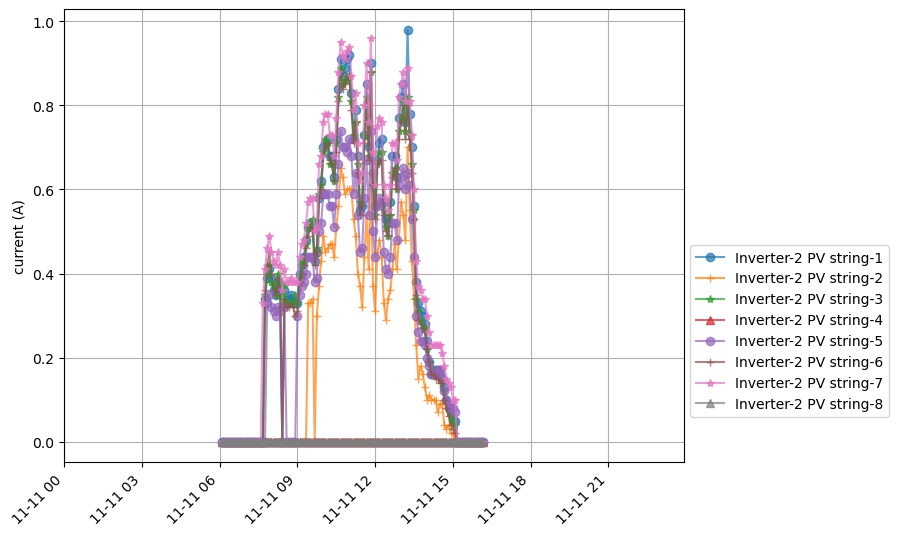 1.0
0.8
0.6
0.4
0.2
0.0
current (A)
11-11 00
11-11 03
11-11 06
11-11 09
11-11 12
11-11 15
11-11 18
11-11 21
Inverter-2 PV string-1
Inverter-2 PV string-2
Inverter-2 PV string-3
Inverter-2 PV string-4
Inverter-2 PV string-5
Inverter-2 PV string-6
Inverter-2 PV string-7
Inverter-2 PV string-8